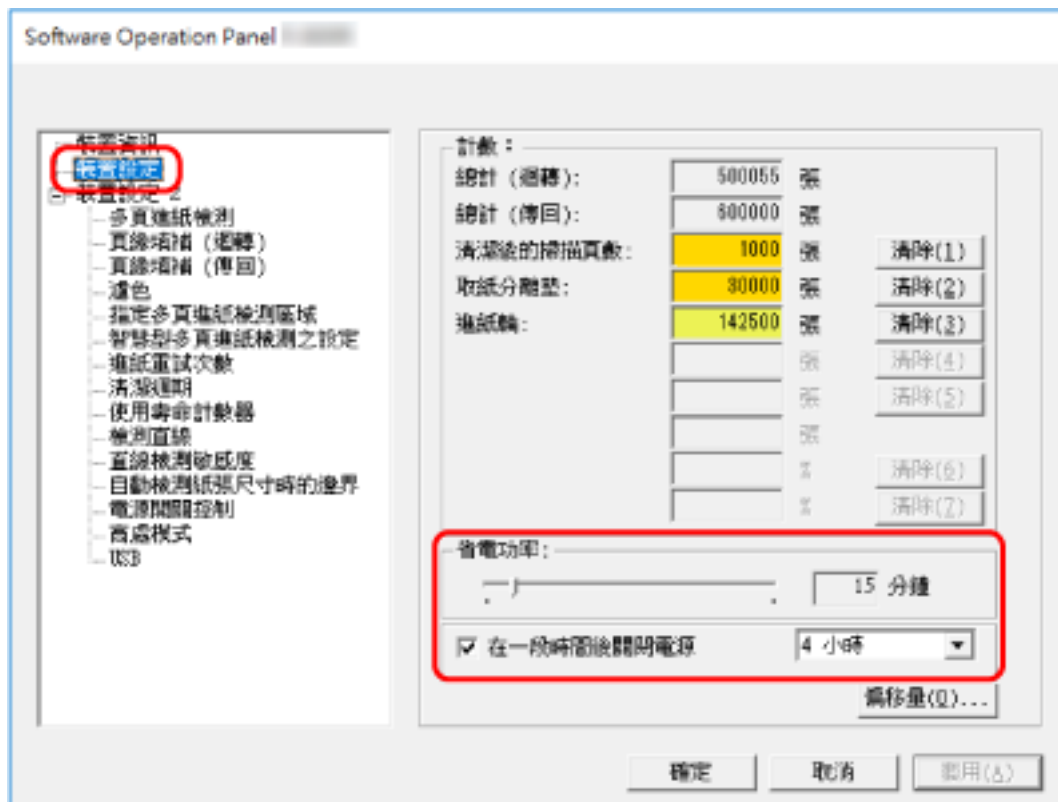 Software Operation Panel
裝置資訊
裝置設定
裝置設定 2
多頁進紙檢測
頁緣填補 (迴轉)
頁緣填補 (傳回)
濾色
指定多頁進紙檢測區域
智慧型多頁進紙檢測之設定
進紙重試次數
清潔週期
使用壽命計數器
檢測直線
直線檢測敏感度
自動檢測紙張尺寸時的邊界
電源開關控制
高處模式
USB
計數:
總計 (迴轉): 500055 張
總計 (傳回): 600000 張
清潔後的掃描頁數: 1000 張 清除(1)
取紙分離墊: 30000 張 清除(2)
進紙輪: 142500 張 清除(3)
張 清除(4)
張 清除(5)
張
% 清除(6)
% 清除(7)
省電功率:
15 分鐘
在一段時間後關閉電源 4 小時
偏移量(O)...
確定 取消 套用(A)